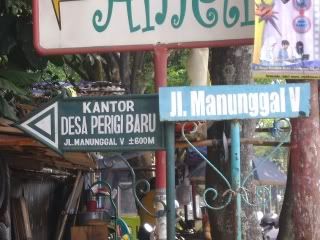 KANTOR
DESA PERIGI BARU
JL.MANUNGGAL V ±600M
Jl. Manunggal V